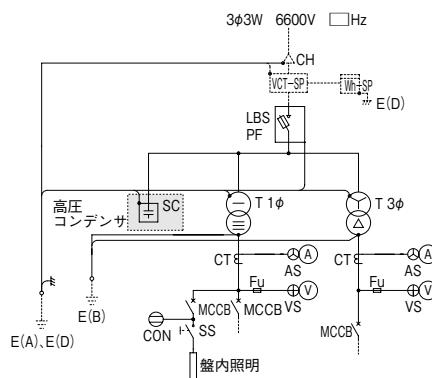 3φ3W 6600V □Hz
CH
VCT-SP
Wh-SP
E(D)
LBS
PF
高圧
コンデンサ
SC
T 1φ
T 3φ
CT
A
AS
CT
A
AS
Fu
V
VS
Fu
V
VS
E(A)、E(D)
E(B)
MCCB
MCCB
MCCB
CON
SS
盤内照明